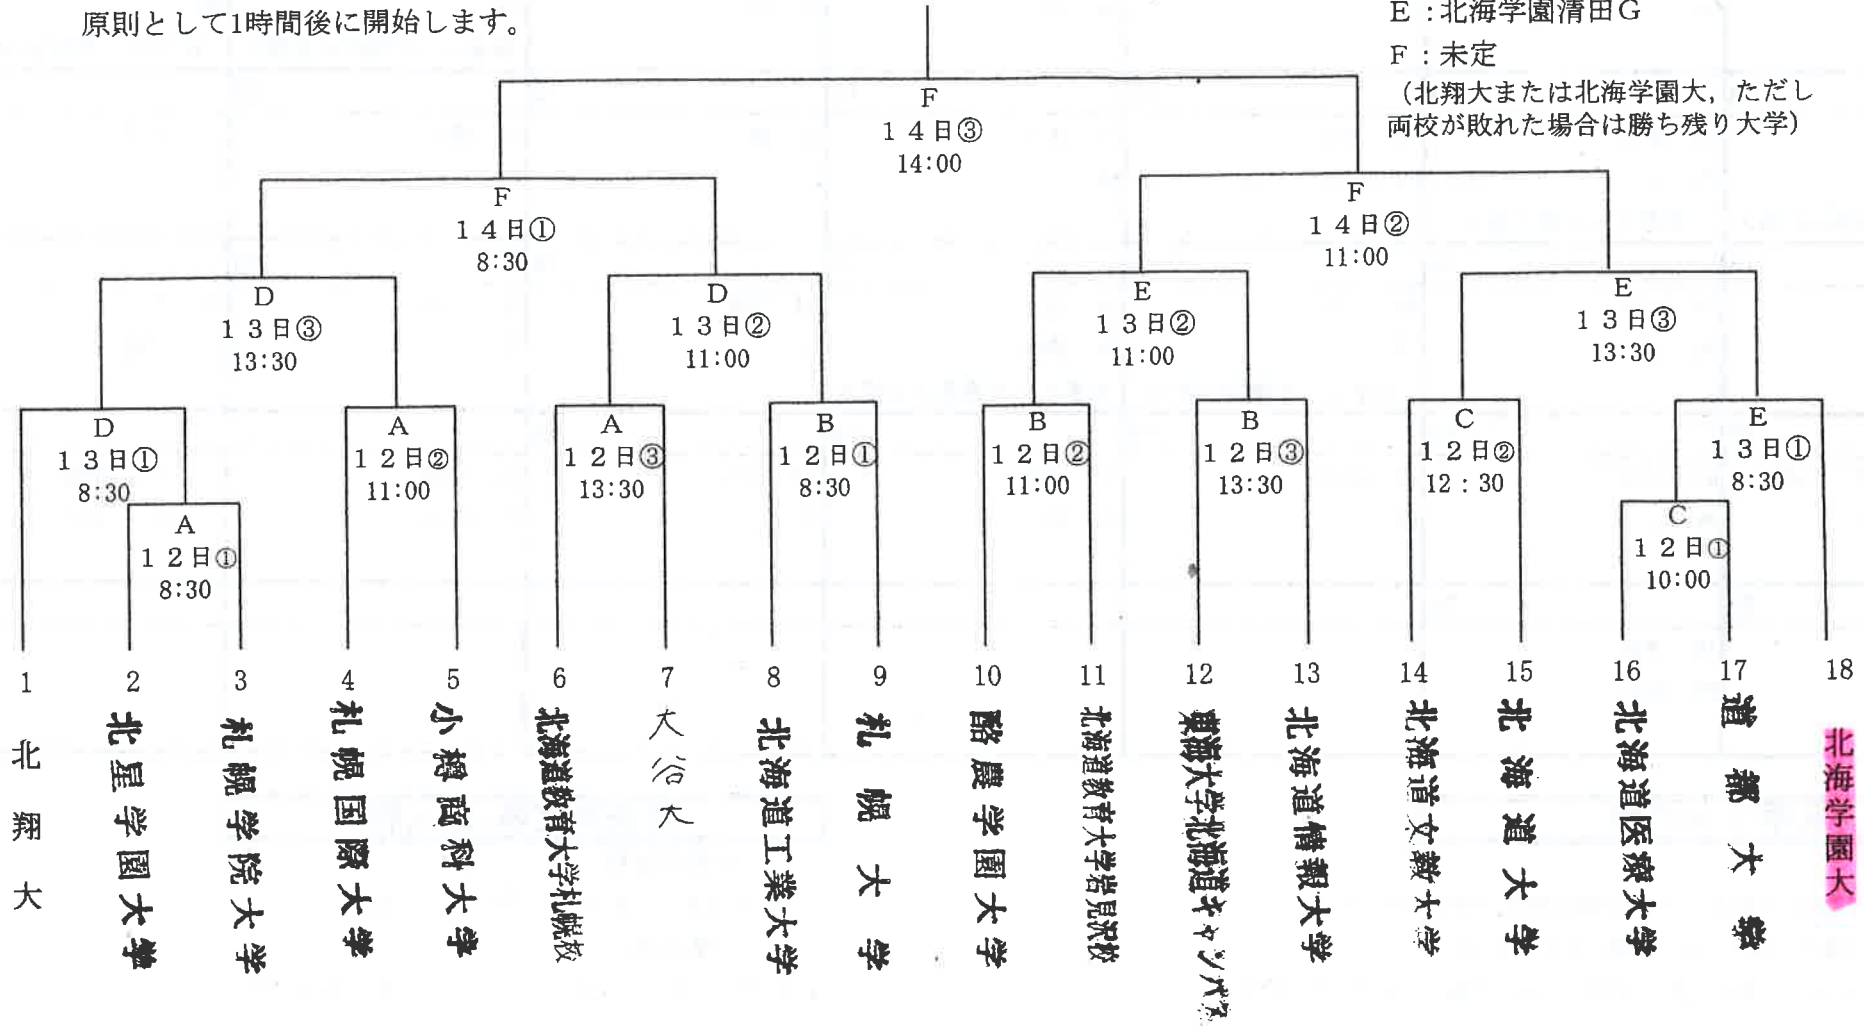 原則として1時間後に開始します。
E：北海学園清田G
F：未定
（北翔大または北海学園大，ただし
両校が敗れた場合は勝ち残り大学）
F
14日③
14:00
F
14日①
8:30
F
14日②
11:00
D
13日③
13:30
D
13日②
11:00
E
13日②
11:00
E
13日③
13:30
D
13日①
8:30
A
12日②
11:00
A
12日③
13:30
B
12日①
8:30
B
12日②
11:00
B
12日③
13:30
C
12日②
12：30
E
13日①
8:30
A
12日①
8:30
C
12日①
10:00
1
北翔大
2
北星学園大学
3
札幌学院大学
4
札幌国際大学
5
小樽商科大学
6
北海道教育大学札幌校
7
大谷大
8
北海道工業大学
9
札幌大学
10
酪農学園大学
11
北海道教育大学岩見沢校
12
東海大学北海道キャンパス
13
北海道情報大学
14
北海道文教大学
15
北海道大学
16
北海道医療大学
17
道都大学
18
北海学園大